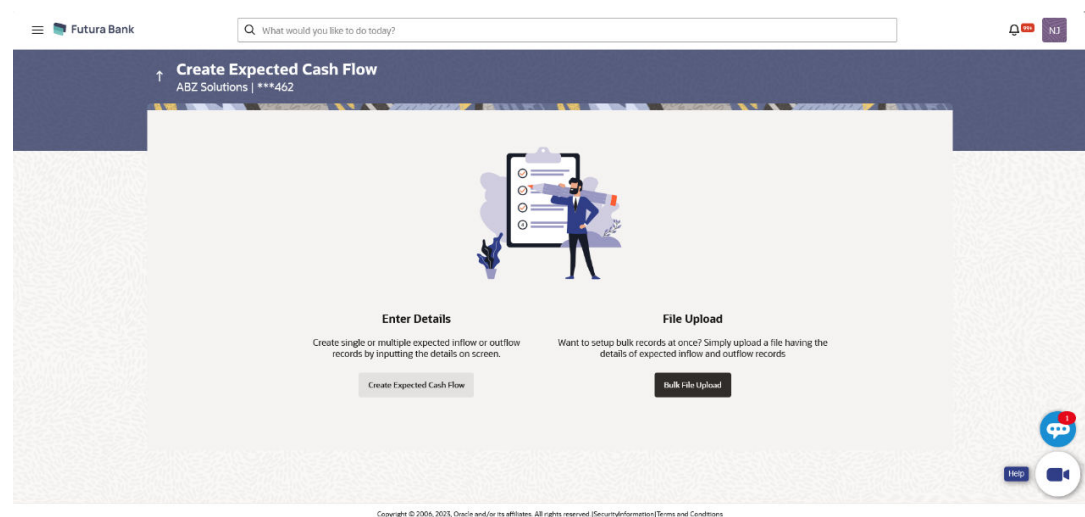 Futura Bank
What would you like to do today?
99+
NJ
Create Expected Cash Flow
ABZ Solutions | ***462
Enter Details
Create single or multiple expected inflow or outflow
records by inputting the details on screen.
Create Expected Cash Flow
File Upload
Want to setup bulk records at once? Simply upload a file having the
details of expected inflow and outflow records
Bulk File Upload
1
Help
Copyright © 2006, 2023, Oracle and/or its affiliates. All rights reserved.|SecurityInformation|Terms and Conditions